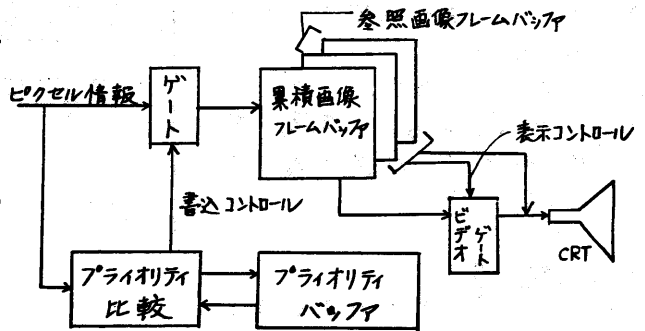 参照画像フレームバッファ
ピクセル情報
ゲート
累積画像
フレームバッファ
表示コントロール
書込コントロール
ビデオ
ゲート
CRT
プライオリティ
比較
プライオリティ
バッファ